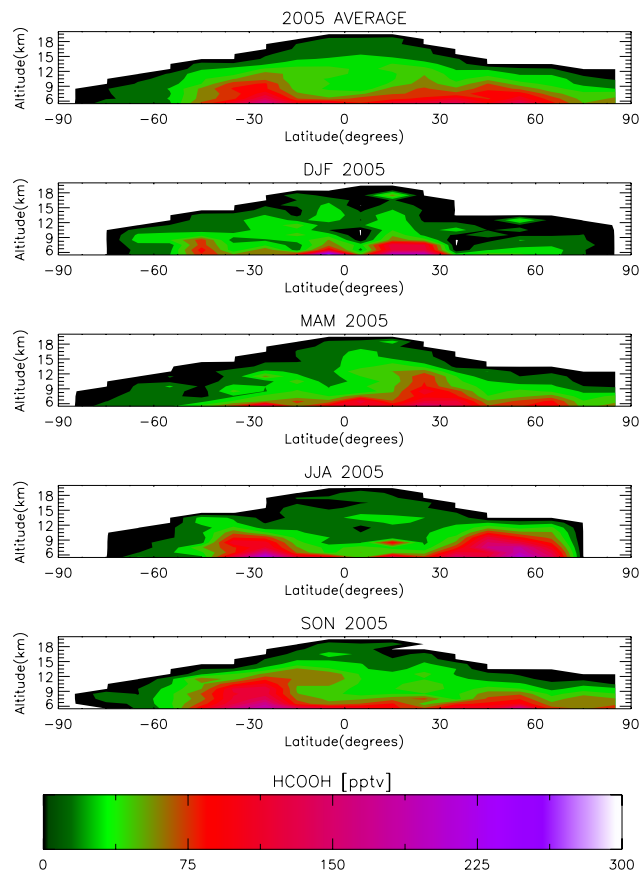 2005 AVERAGE
Altitude(km)
18
15
12
9
6
−90 −60 −30 0 30 60 90
Latitude(degrees)
DJF 2005
Altitude(km)
18
15
12
9
6
−90 −60 −30 0 30 60 90
Latitude(degrees)
MAM 2005
Altitude(km)
18
15
12
9
6
−90 −60 −30 0 30 60 90
Latitude(degrees)
JJA 2005
Altitude(km)
18
15
12
9
6
−90 −60 −30 0 30 60 90
Latitude(degrees)
SON 2005
Altitude(km)
18
15
12
9
6
−90 −60 −30 0 30 60 90
Latitude(degrees)
HCOOH [pptv]
0 75 150 225 300